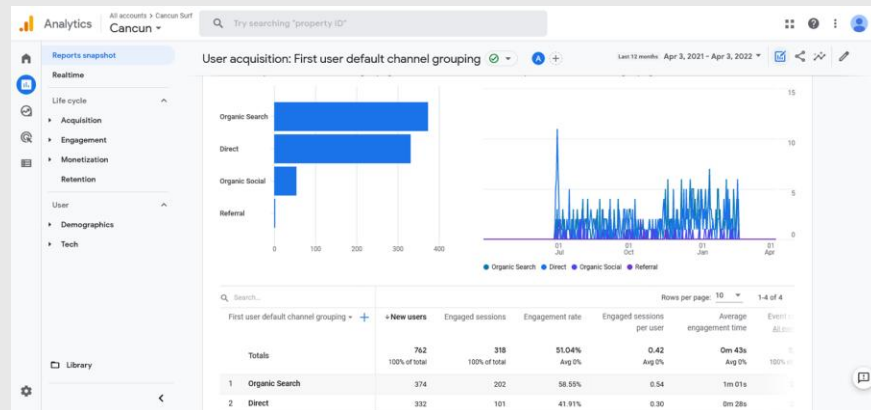 Analytics
All accounts > Cancun Surf
Cancun
Try searching "property ID"
Reports snapshot
Realtime
Life cycle
Acquisition
Engagement
Monetization
Retention
User
Demographics
Tech
Library
User acquisition: First user default channel grouping
A
Last 12 months Apr 3, 2021 – Apr 3, 2022
Organic Search
Direct
Organic Social
Referral
0 100 200 300 400
15
10
5
0
01 Jul
01 Oct
01 Jan
01 Apr
Organic Search Direct Organic Social Referral
Search...
Rows per page: 10 1-4 of 4
First user default channel grouping
New users
Engaged sessions
Engagement rate
Engaged sessions per user
Average engagement time
Totals
762
100% of total
318
100% of total
51.04%
Avg 0%
0.42
Avg 0%
0m 43s
Avg 0%
1 Organic Search 374 202 58.55% 0.54 1m 01s
2 Direct 332 101 41.91% 0.30 0m 28s